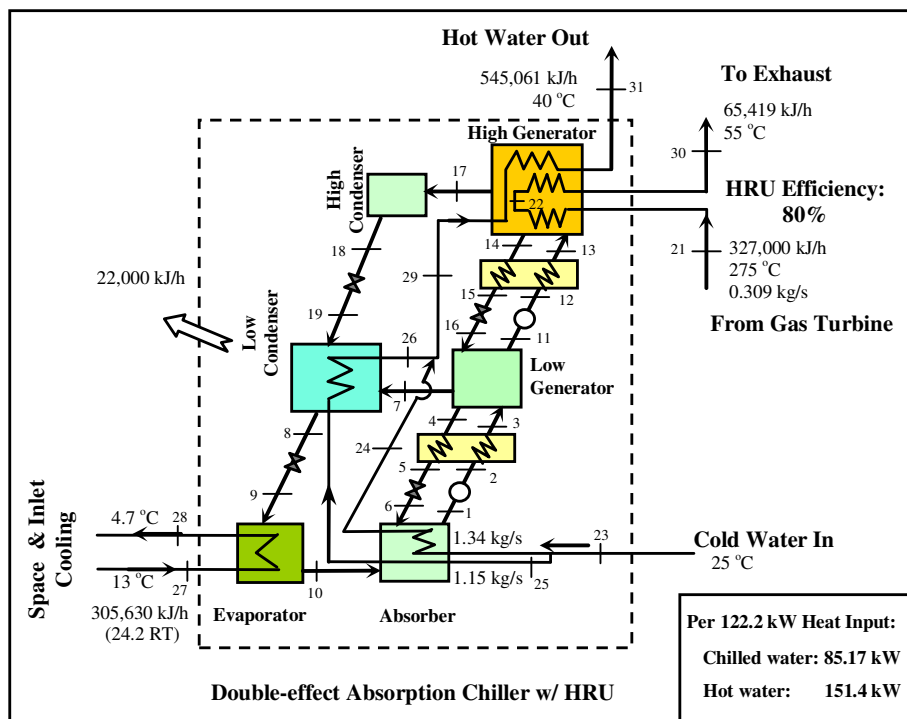 Hot Water Out
545,061 kJ/h
40 °C
31
To Exhaust
65,419 kJ/h
55 °C
30
High Generator
High
Condenser
17
22
HRU Efficiency:
80%
21
327,000 kJ/h
275 °C
0.309 kg/s
From Gas Turbine
18
14
13
29
15
12
22,000 kJ/h
19
16
11
Low
Condenser
26
Low
Generator
7
8
4
3
24
5
2
9
6
1
Space & Inlet
Cooling
4.7 °C
28
1.34 kg/s
23
Cold Water In
25 °C
13 °C
27
10
1.15 kg/s
25
305,630 kJ/h
(24.2 RT)
Evaporator
Absorber
Per 122.2 kW Heat Input:
Chilled water: 85.17 kW
Hot water: 151.4 kW
Double-effect Absorption Chiller w/ HRU